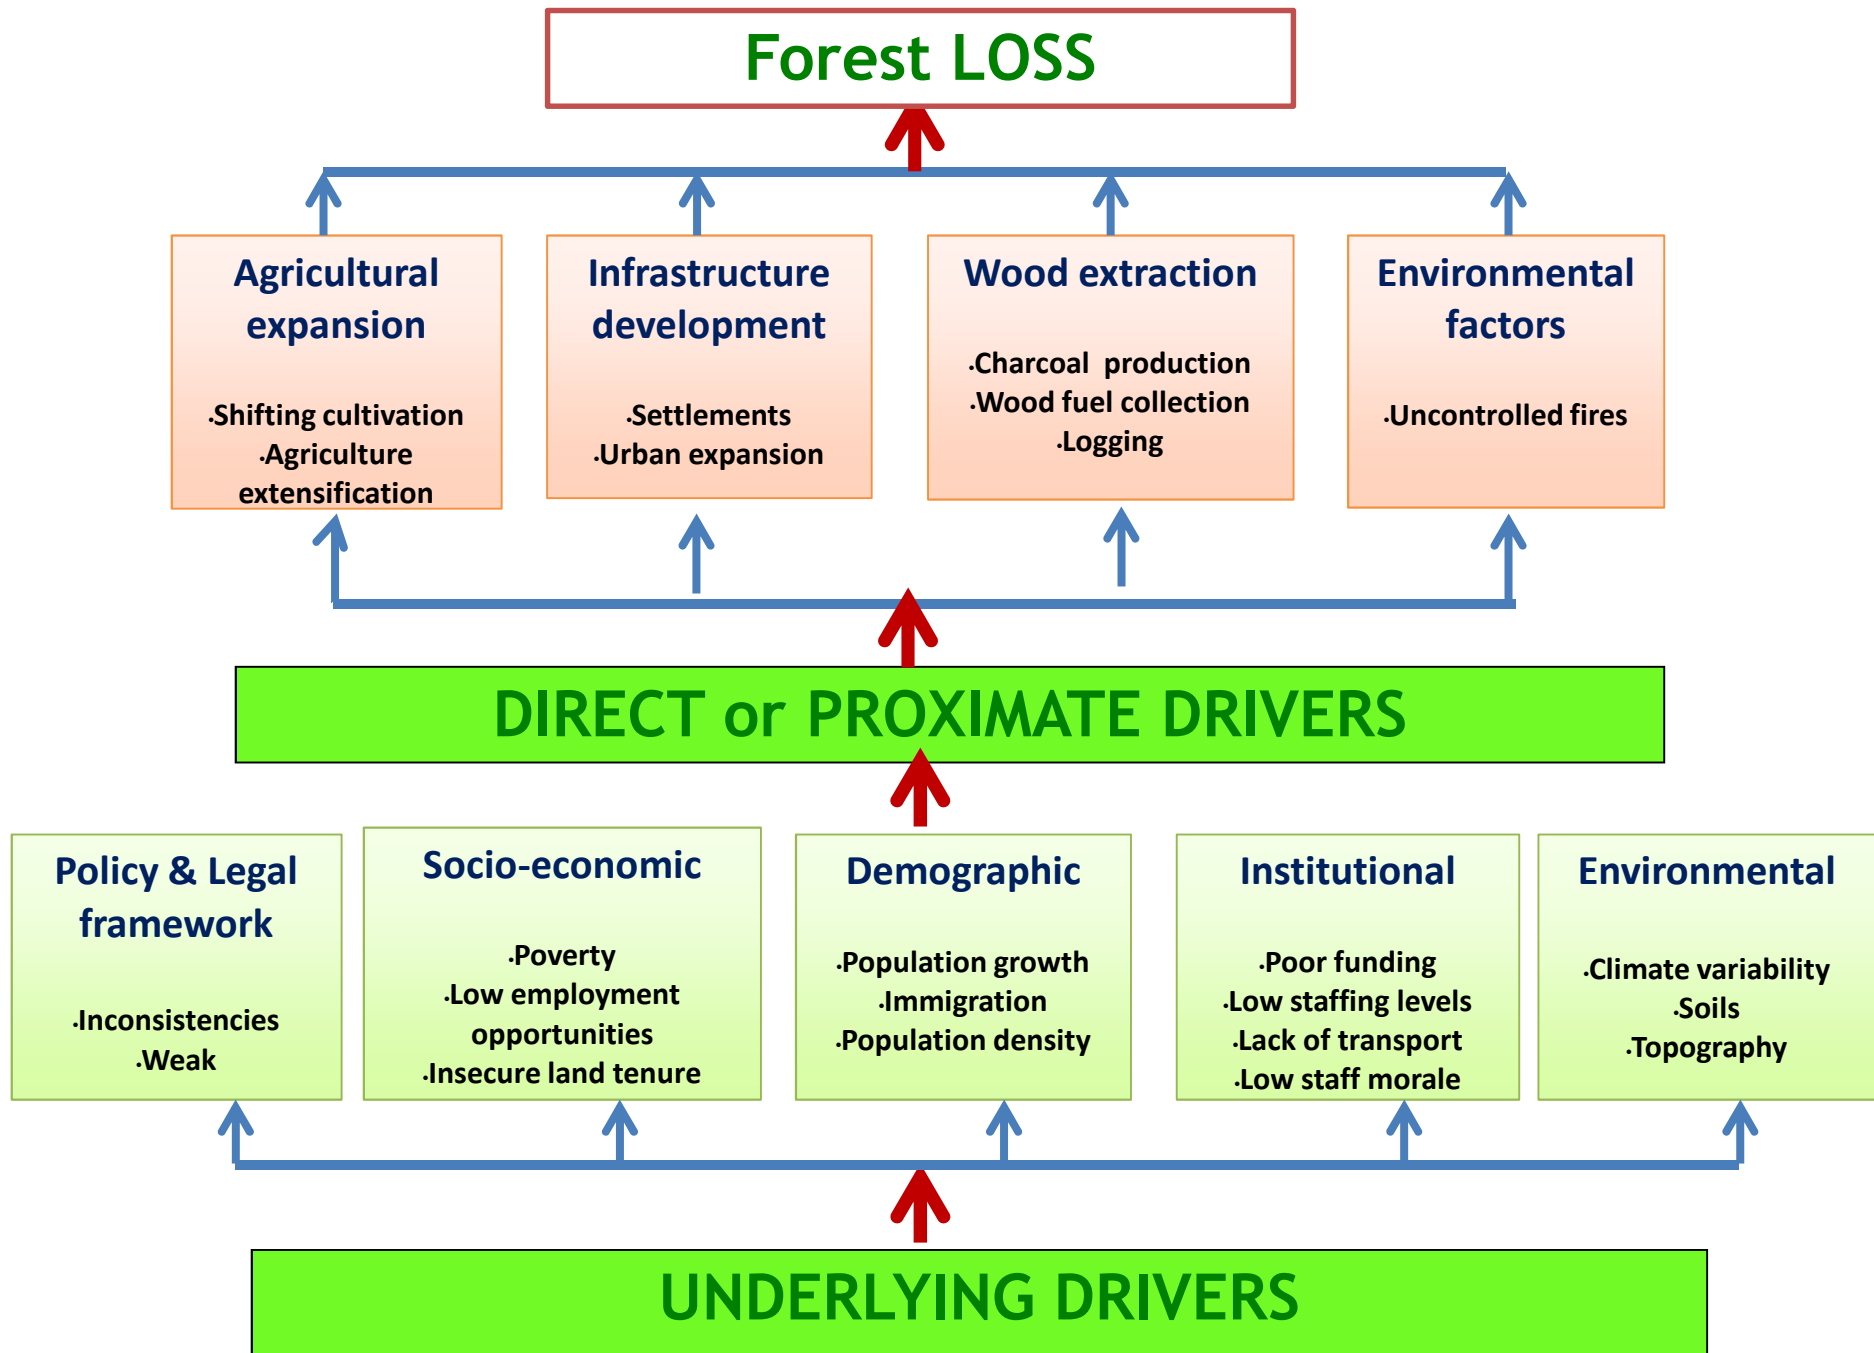 Forest LOSS
Agricultural
expansion
.Shifting cultivation
.Agriculture
extensification
Infrastructure
development
.Settlements
.Urban expansion
Wood extraction
.Charcoal  production
.Wood fuel collection
.Logging
Environmental
factors
.Uncontrolled fires
DIRECT or PROXIMATE DRIVERS
Policy & Legal
framework
.Inconsistencies
.Weak
Socio-economic
.Poverty
.Low employment
opportunities
.Insecure land tenure
Demographic
.Population growth
.Immigration
.Population density
Institutional
.Poor funding
.Low staffing levels
.Lack of transport
.Low staff morale
Environmental
.Climate variability
.Soils
.Topography
UNDERLYING DRIVERS